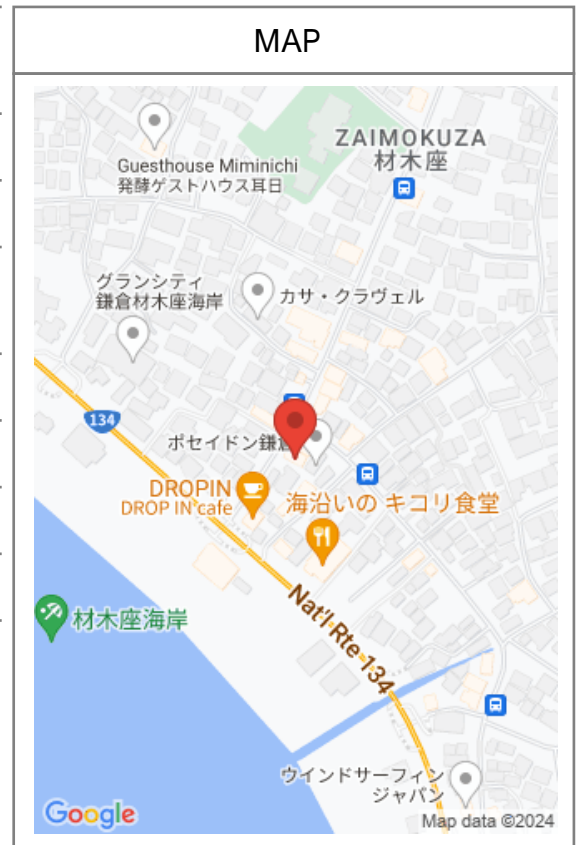 MAP
ZAIMOKUZA
材木座
Guesthouse Miminichi
発酵ゲストハウス耳日
グランシティ
鎌倉材木座海岸
カサ・クラヴェル
134
ポセイドン鎌倉
DROPIN
DROP IN cafe
海沿いの キコリ食堂
Nat'l Rte 134
材木座海岸
ウインドサーフィン
ジャパン
Google
Map data ©2024